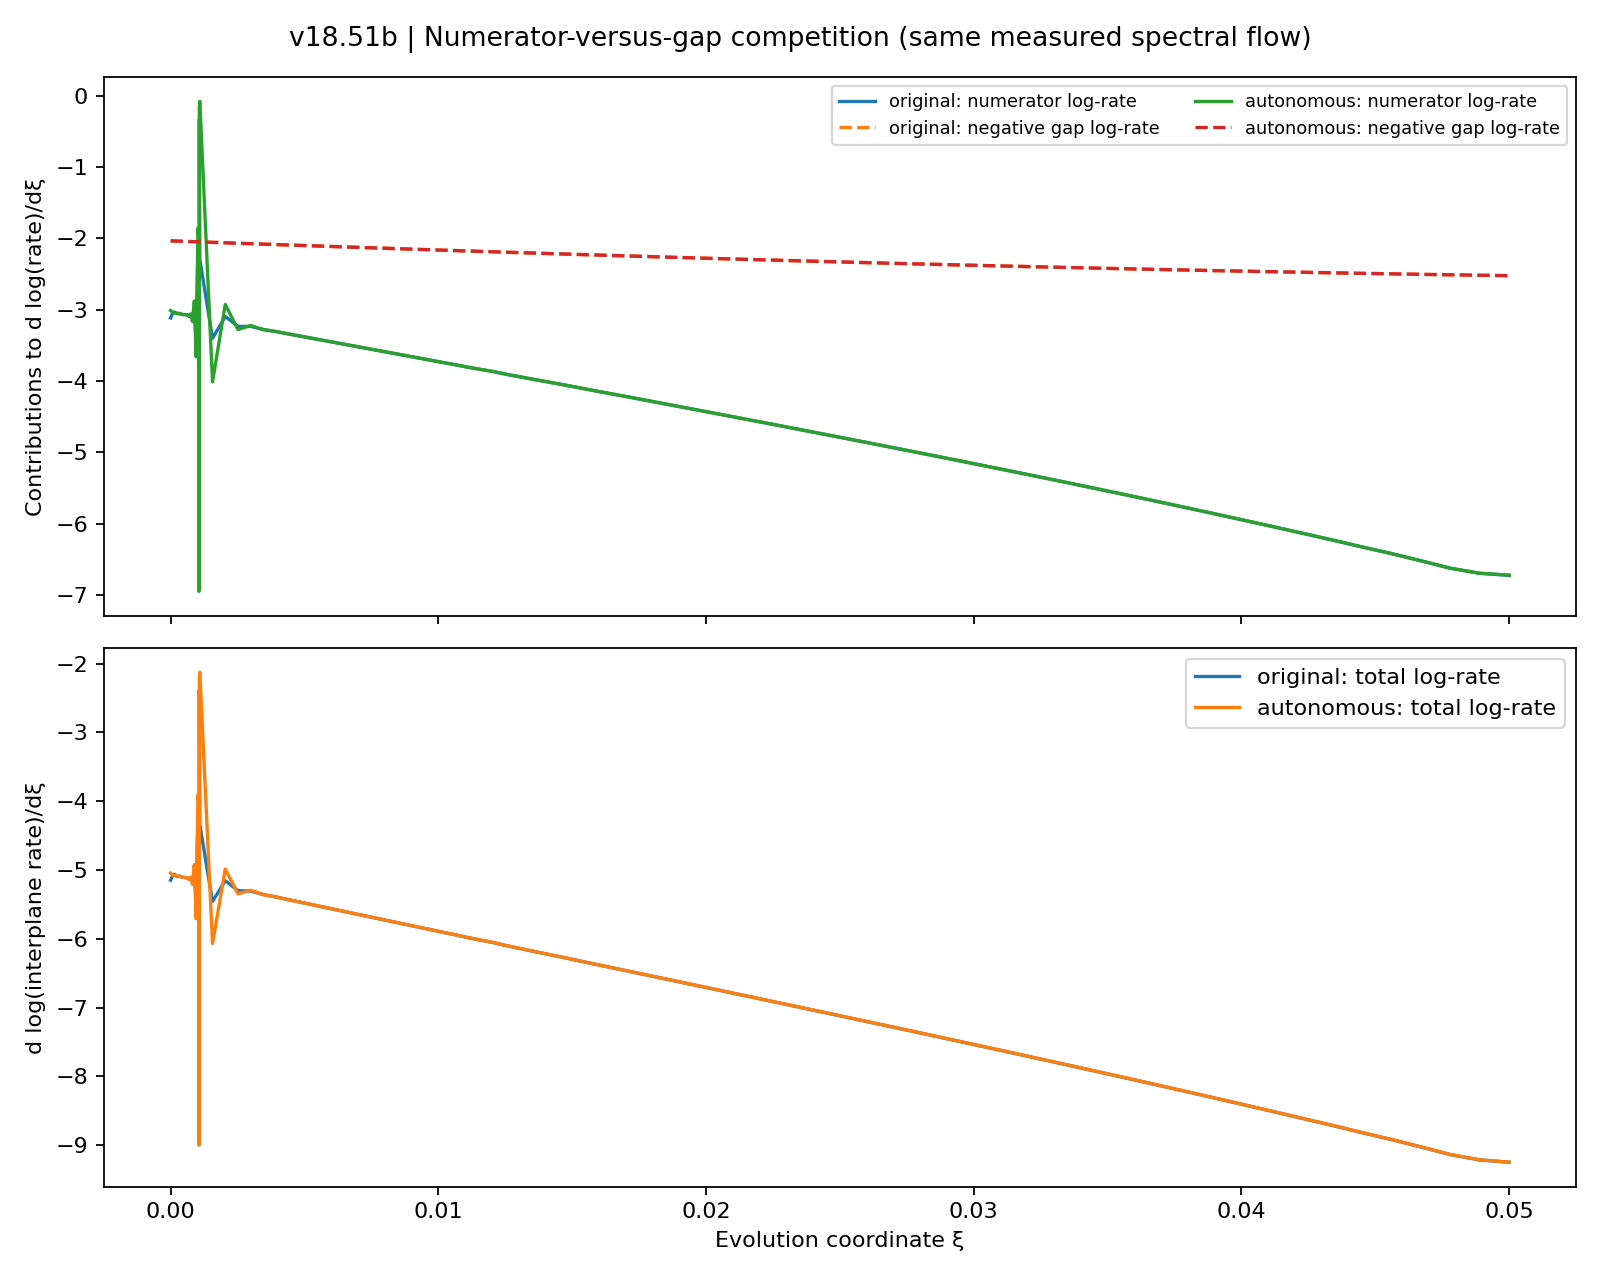 v18.51b | Numerator-versus-gap competition (same measured spectral flow)
Contributions to d log(rate)/dξ
0
−1
−2
−3
−4
−5
−6
−7
original: numerator log-rate
original: negative gap log-rate
autonomous: numerator log-rate
autonomous: negative gap log-rate
d log(interplane rate)/dξ
−2
−3
−4
−5
−6
−7
−8
−9
original: total log-rate
autonomous: total log-rate
0.00 0.01 0.02 0.03 0.04 0.05
Evolution coordinate ξ